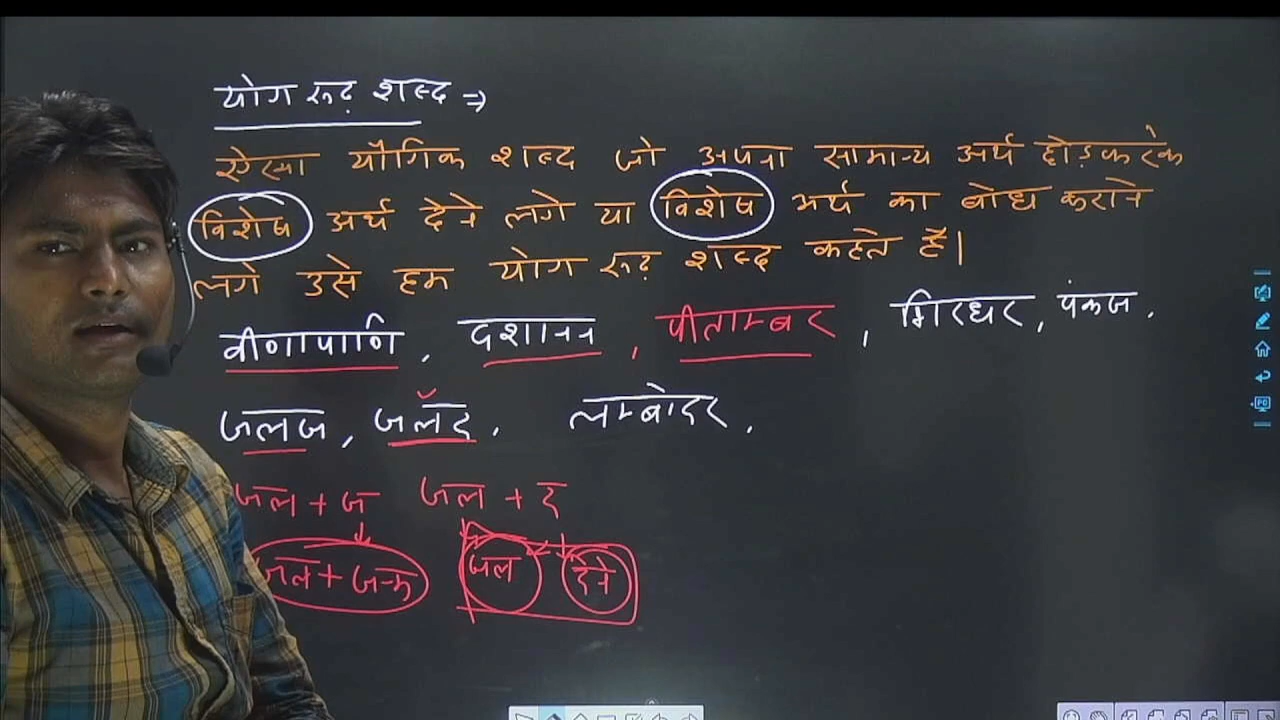 योग रूढ़ शब्द ⇒
ऐसा यौगिक शब्द जो अपना सामान्य अर्थ छोड़ करके
विशेष अर्थ देने लगे या विशेष अर्थ का बोध कराने
लगे उसे हम योग रूढ़ शब्द कहते हैं।
वीणापाणि, दशानन, पीताम्बर, गिरधर, पंकज,
जलज, जलद, लम्बोदर,
जल + ज जल + द
जल + जन्म जल देने